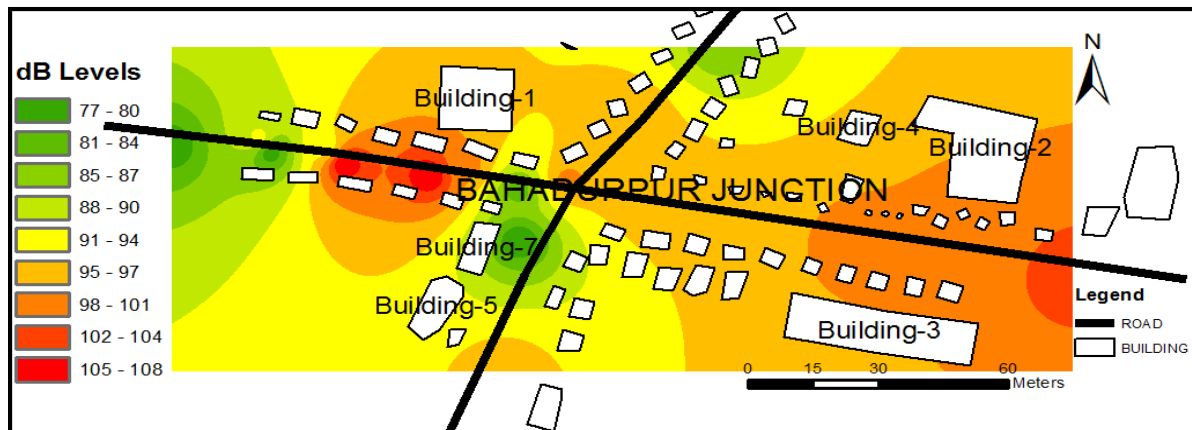 dB Levels
77 - 80
81 - 84
85 - 87
88 - 90
91 - 94
95 - 97
98 - 101
102 - 104
105 - 108
Building-1
Building-4
Building-2
BAHADURPUR JUNCTION
Building-7
Building-5
Building-3
N
Legend
ROAD
BUILDING
0 15 30 60
Meters